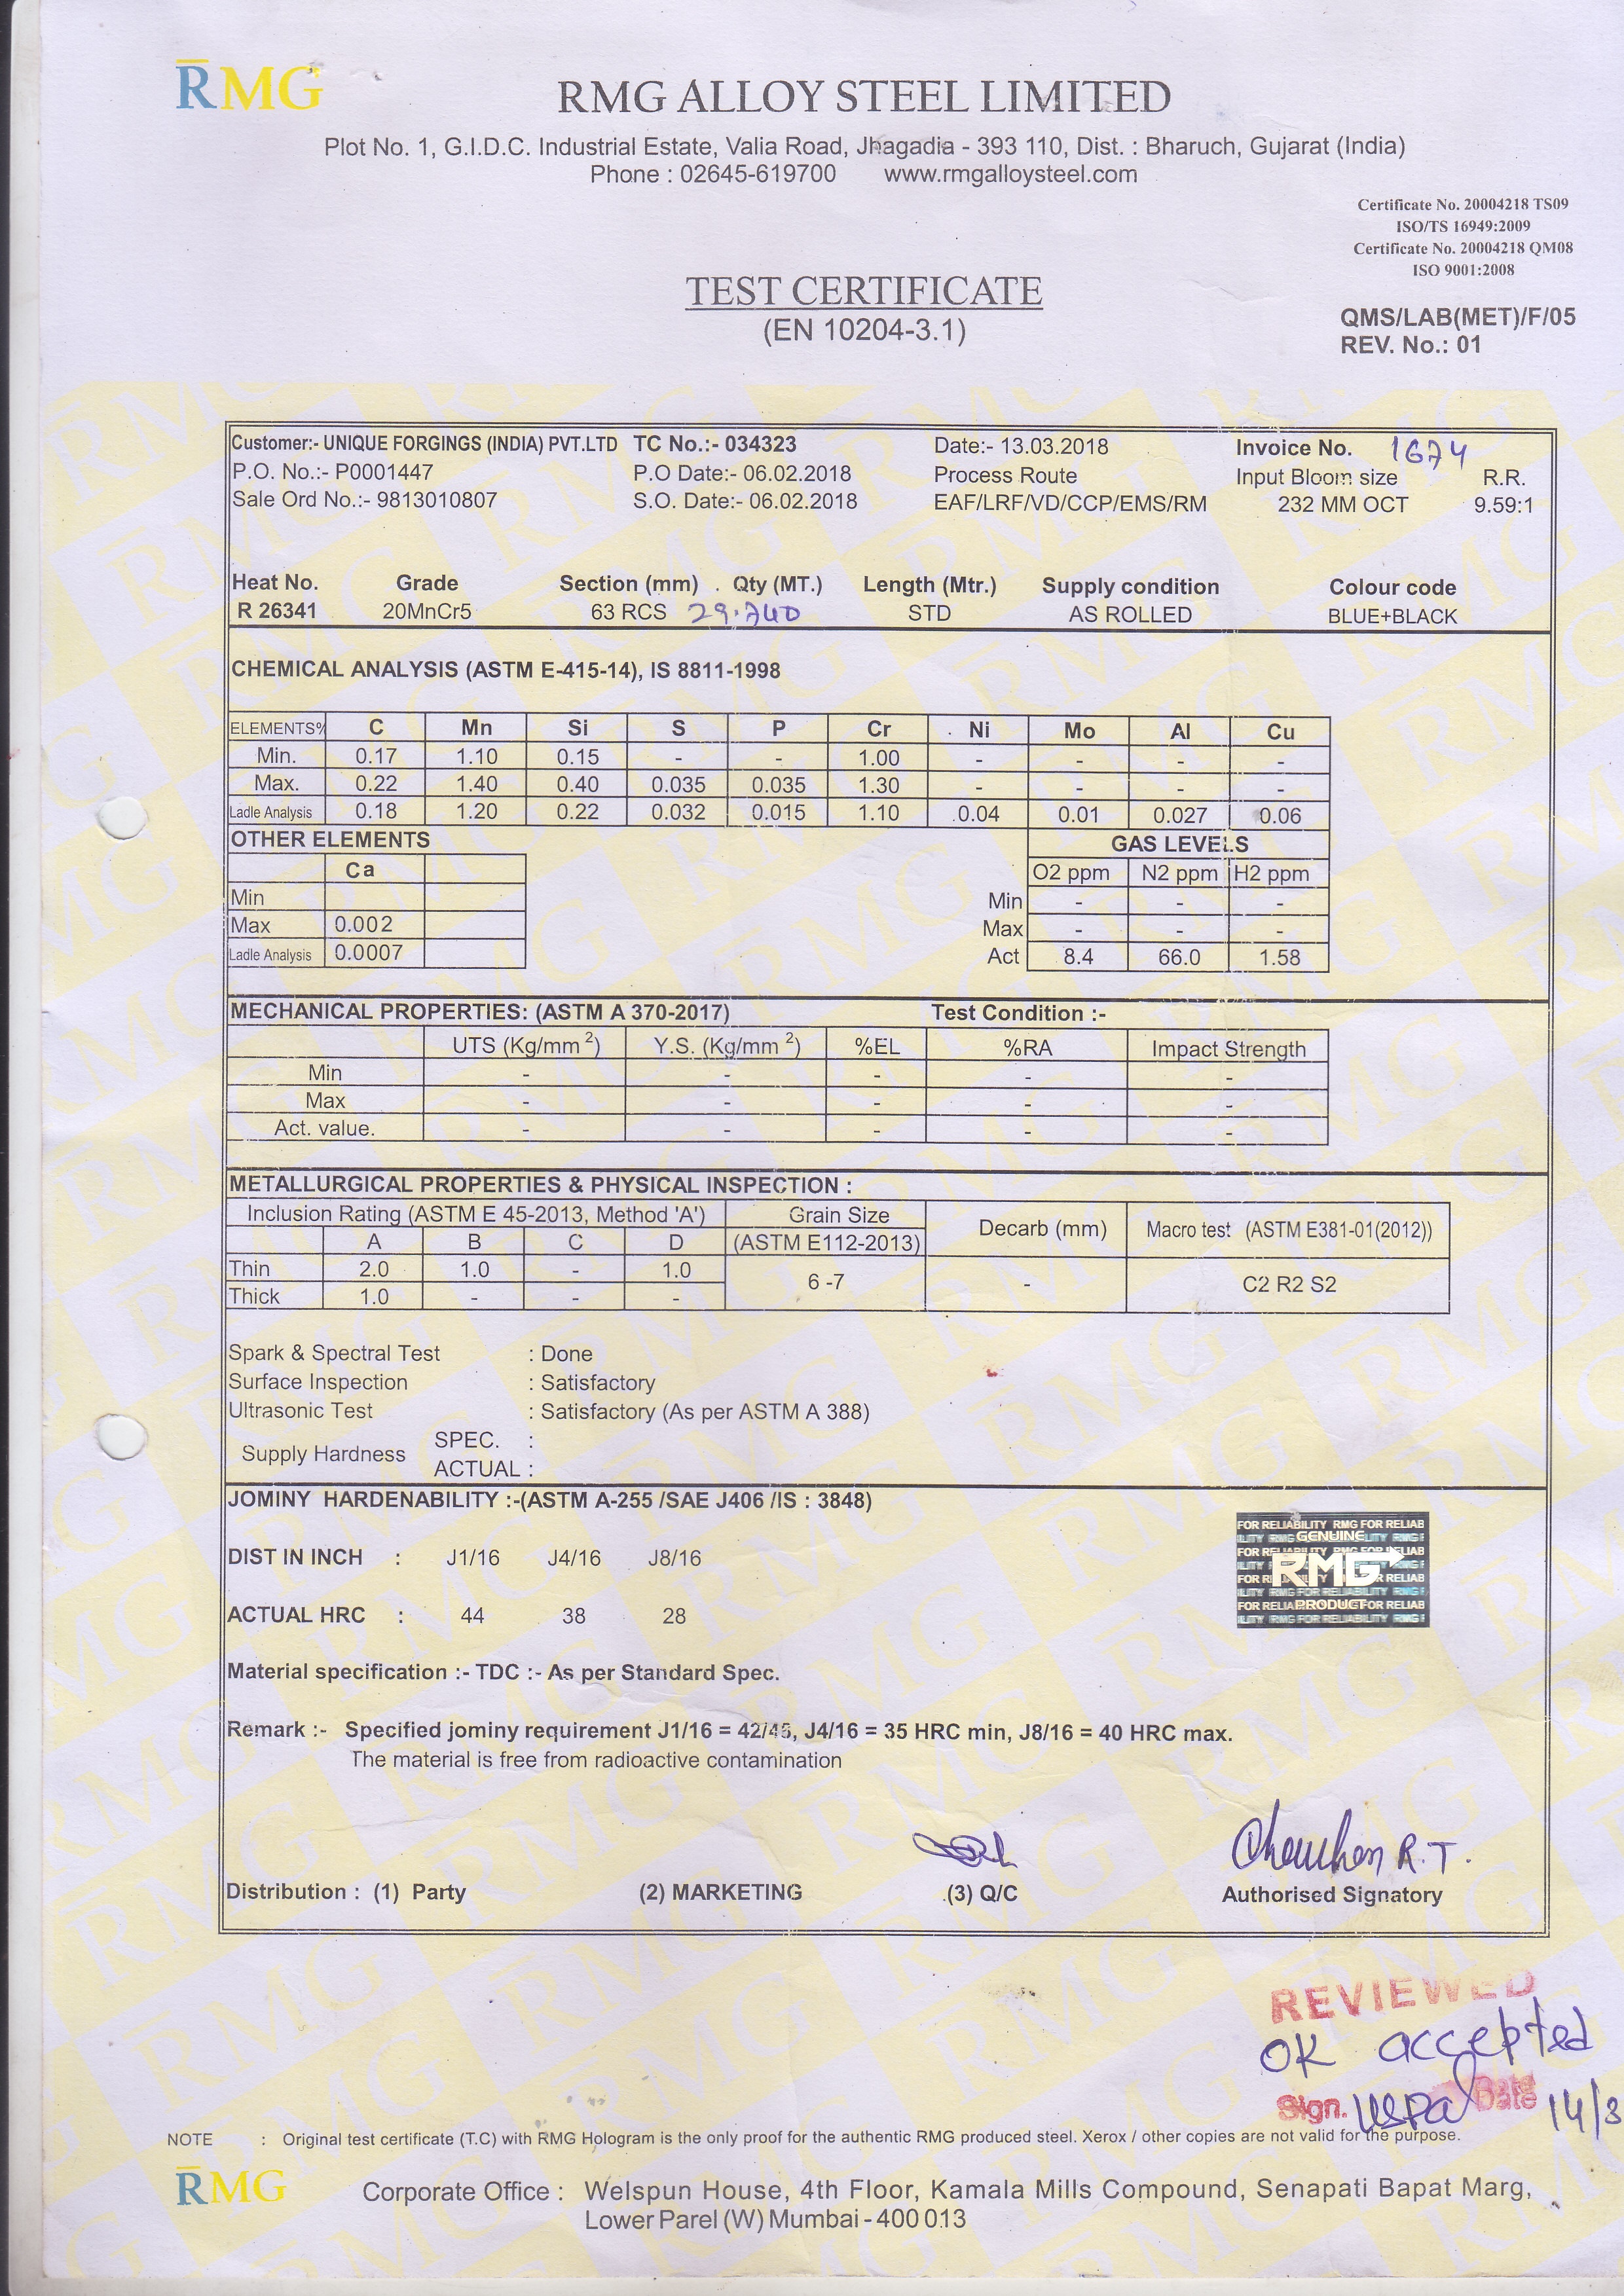 RMG
RMG ALLOY STEEL LIMITED
Plot No. 1, G.I.D.C. Industrial Estate, Valia Road, Jhagadia - 393 110, Dist. : Bharuch, Gujarat (India)
Phone : 02645-619700 www.rmgalloysteel.com
Certificate No. 20004218 TS09
ISO/TS 16949:2009
Certificate No. 20004218 QM08
ISO 9001:2008
TEST CERTIFICATE
(EN 10204-3.1)
QMS/LAB(MET)/F/05
REV. No.: 01
Customer:- UNIQUE FORGINGS (INDIA) PVT.LTD TC No.:- 034323 Date:- 13.03.2018 Invoice No. 1674
P.O. No.:- P0001447 P.O Date:- 06.02.2018 Process Route Input Bloom size R.R.
Sale Ord No.:- 9813010807 S.O. Date:- 06.02.2018 EAF/LRF/VD/CCP/EMS/RM 232 MM OCT 9.59:1
Heat No. Grade Section (mm) Qty (MT.) Length (Mtr.) Supply condition Colour code
R 26341 20MnCr5 63 RCS 29.740 STD AS ROLLED BLUE+BLACK
CHEMICAL ANALYSIS (ASTM E-415-14), IS 8811-1998
ELEMENTS% C Mn Si S P Cr Ni Mo Al Cu
Min. 0.17 1.10 0.15 - - 1.00 - - - -
Max. 0.22 1.40 0.40 0.035 0.035 1.30 - - - -
Ladle Analysis 0.18 1.20 0.22 0.032 0.015 1.10 0.04 0.01 0.027 0.06
OTHER ELEMENTS GAS LEVELS
Ca O2 ppm N2 ppm H2 ppm
Min Min - - -
Max 0.002 Max - - -
Ladle Analysis 0.0007 Act 8.4 66.0 1.58
MECHANICAL PROPERTIES: (ASTM A 370-2017) Test Condition :-
UTS (Kg/mm 2) Y.S. (Kg/mm 2) %EL %RA Impact Strength
Min - - - - -
Max - - - - -
Act. value. - - - - -
METALLURGICAL PROPERTIES & PHYSICAL INSPECTION :
Inclusion Rating (ASTM E 45-2013, Method 'A') Grain Size Decarb (mm) Macro test (ASTM E381-01(2012))
A B C D (ASTM E112-2013)
Thin 2.0 1.0 - 1.0 6 -7 - C2 R2 S2
Thick 1.0 - - -
Spark & Spectral Test : Done
Surface Inspection : Satisfactory
Ultrasonic Test : Satisfactory (As per ASTM A 388)
Supply Hardness SPEC. :
ACTUAL :
JOMINY HARDENABILITY :-(ASTM A-255 /SAE J406 /IS : 3848)
DIST IN INCH : J1/16 J4/16 J8/16
ACTUAL HRC : 44 38 28
GENUINE
RMG
PRODUCT
FOR RELIABILITY RMG FOR RELIAB
Material specification :- TDC :- As per Standard Spec.
Remark :- Specified jominy requirement J1/16 = 42/45, J4/16 = 35 HRC min, J8/16 = 40 HRC max.
The material is free from radioactive contamination
Chauhan R.T.
Distribution : (1) Party (2) MARKETING (3) Q/C Authorised Signatory
REVIEWED
OK accepted
Sign. Date 14/3
NOTE : Original test certificate (T.C) with RMG Hologram is the only proof for the authentic RMG produced steel. Xerox / other copies are not valid for the purpose.
RMG Corporate Office : Welspun House, 4th Floor, Kamala Mills Compound, Senapati Bapat Marg,
Lower Parel (W) Mumbai - 400 013